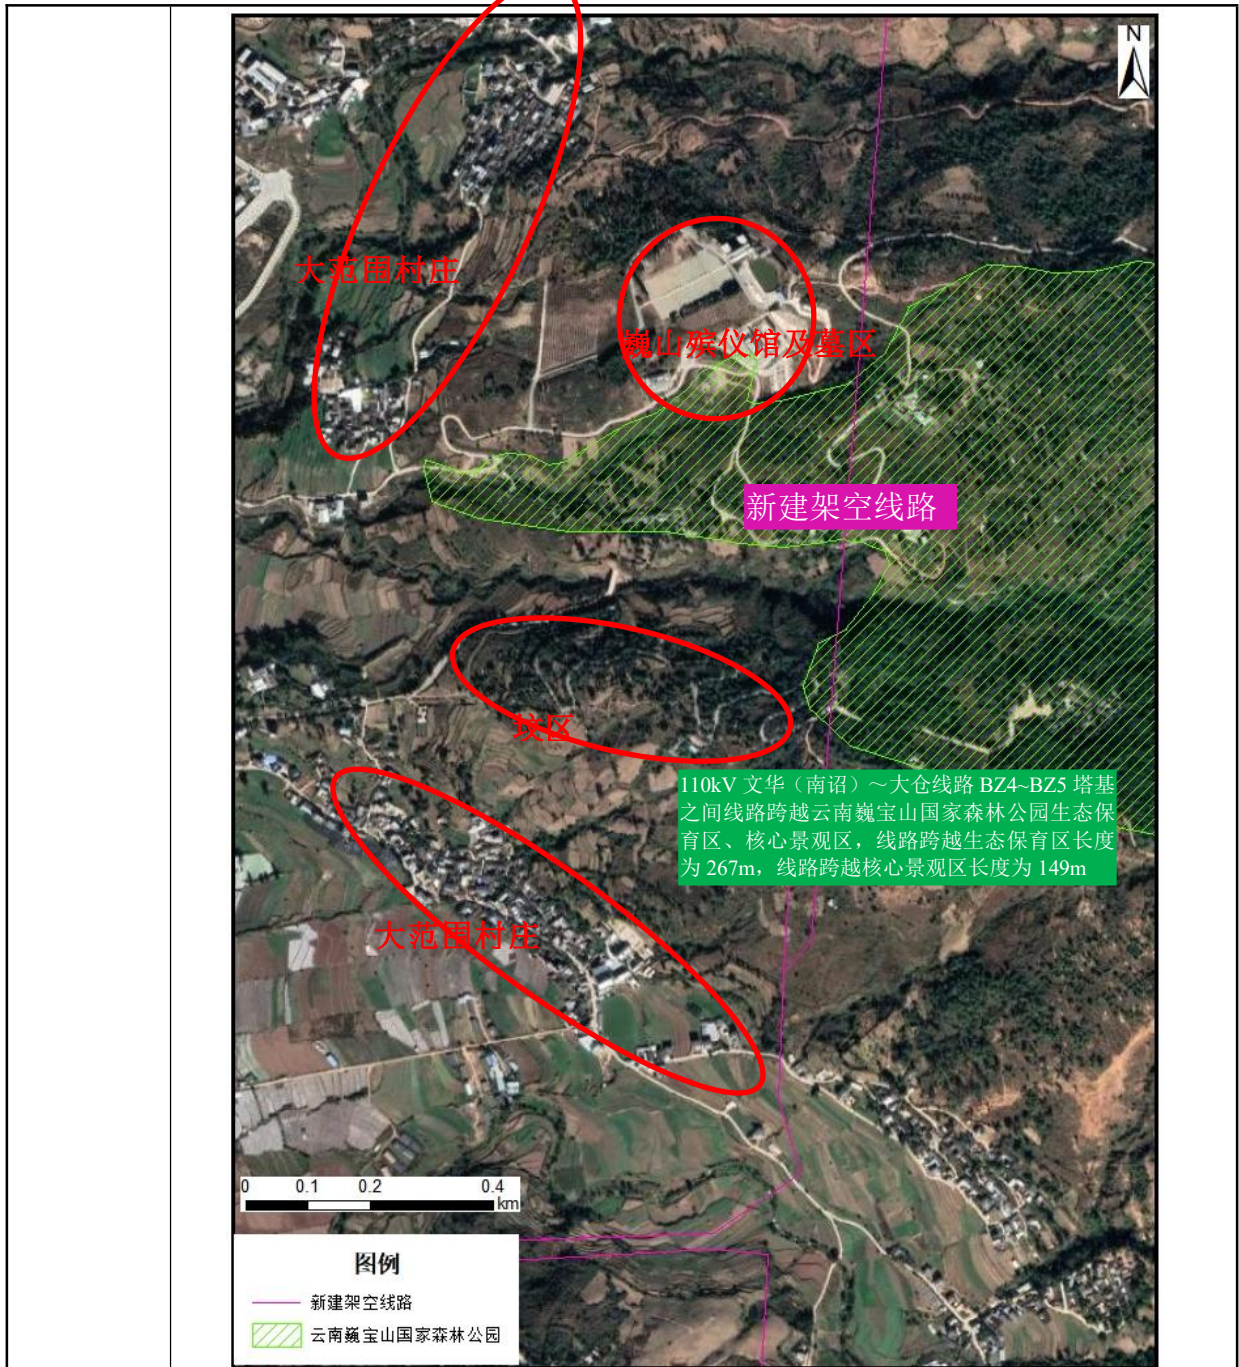 N
大范围村庄
巍山殡仪馆及墓区
新建架空线路
坟区
110kV 文华（南诏）～大仓线路 BZ4~BZ5 塔基
之间线路跨越云南巍宝山国家森林公园生态保
育区、核心景观区，线路跨越生态保育区长度
为 267m，线路跨越核心景观区长度为 149m
大范围村庄
0 0.1 0.2 0.4
km
图例
新建架空线路
云南巍宝山国家森林公园